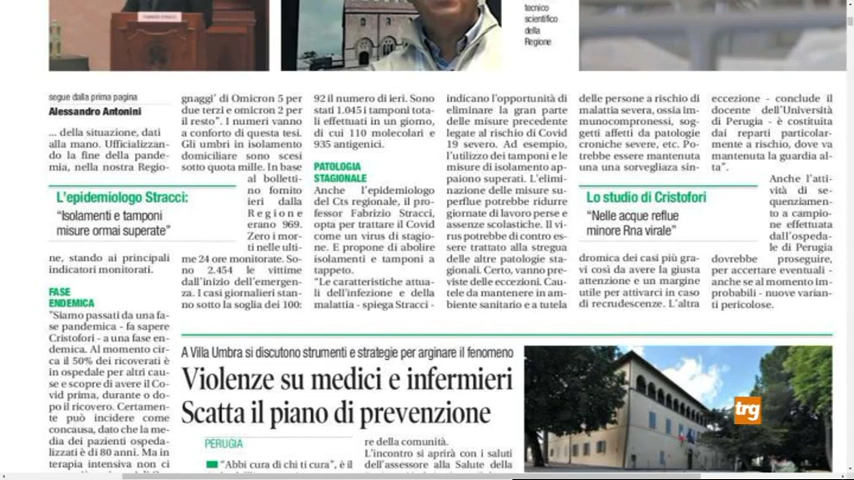 FABRIZIO STRACCI
tecnico
scientifico
della
Regione
segue dalla prima pagina
Alessandro Antonini
... della situazione, dati
alla mano. Ufficializzan-
do la fine della pande-
mia, nella nostra Regio-
L'epidemiologo Stracci:
“Isolamenti e tamponi
misure ormai superate”
ne, stando ai principali
indicatori monitorati.
FASE
ENDEMICA
"Siamo passati da una fa-
se pandemica - fa sapere
Cristofori - a una fase en-
demica. Al momento cir-
ca il 50% dei ricoverati è
in ospedale per altri cau-
se e scopre di avere il Co-
vid prima, durante o do-
po il ricovero. Certamen-
te può incidere come
concausa, dato che la me-
dia dei pazienti ospeda-
lizzati è di 80 anni. Ma in
terapia intensiva non ci
gnaggi' di Omicron 5 per
due terzi e omicron 2 per
il resto". I numeri vanno
a conforto di questa tesi.
Gli umbri in isolamento
domiciliare sono scesi
sotto quota mille. In base
al bolletti-
no fornito
ieri dalla
Regione
erano 969.
Zero i mor-
ti nelle ulti-
me 24 ore monitorate. So-
no 2.454 le vittime
dall'inizio dell'emergen-
za. I casi giornalieri stan-
no sotto la soglia dei 100:
92 il numero di ieri. Sono
stati 1.045 i tamponi tota-
li effettuati in un giorno,
di cui 110 molecolari e
935 antigenici.
PATOLOGIA
STAGIONALE
Anche l'epidemiologo
del Cts regionale, il pro-
fessor Fabrizio Stracci,
opta per trattare il Covid
come un virus di stagio-
ne. E propone di abolire
isolamenti e tamponi a
tappeto.
"Le caratteristiche attua-
li dell'infezione e della
malattia - spiega Stracci -
indicano l'opportunità di
eliminare la gran parte
delle misure precedente
legate al rischio di Covid
19 severo. Ad esempio,
l'utilizzo dei tamponi e le
misure di isolamento ap-
paiono superati. L'elimi-
nazione delle misure su-
perflue potrebbe ridurre
giornate di lavoro perse e
assenze scolastiche. Il vi-
rus potrebbe di conto es-
sere trattato alla stregua
delle altre patologie sta-
gionali. Certo, vanno pre-
viste delle eccezioni. Cau-
tele da mantenere in am-
biente sanitario e a tutela
delle persone a rischio di
malattia severa, ossia im-
munocompressi, sog-
getti affetti da patologie
croniche severe, etc. Po-
trebbe essere mantenuta
una una sorveglianza sin-
Lo studio di Cristofori
“Nelle acque reflue
minore Rna virale”
dromica dei casi più gra-
vi così da avere la giusta
attenzione e un margine
utile per attivarci in caso
di recrudescenze. L'altra
eccezione - conclude il
docente dell'Università
di Perugia - è costituita
dai reparti particolar-
mente a rischio, dove va
mantenuta la guardia al-
ta".
Anche l'atti-
vità di se-
quenziamen-
to a campio-
ne effettuata
dall'ospeda-
le di Perugia
dovrebbe proseguire,
per accertare eventuali -
anche se al momento im-
probabili - nuove varian-
ti pericolose.
A Villa Umbra si discutono strumenti e strategie per arginare il fenomeno
Violenze su medici e infermieri
Scatta il piano di prevenzione
PERUGIA
"Abbi cura di chi ti cura", è il
re della comunità.
L'incontro si aprirà con i saluti
dell'assessore alla Salute della
trg